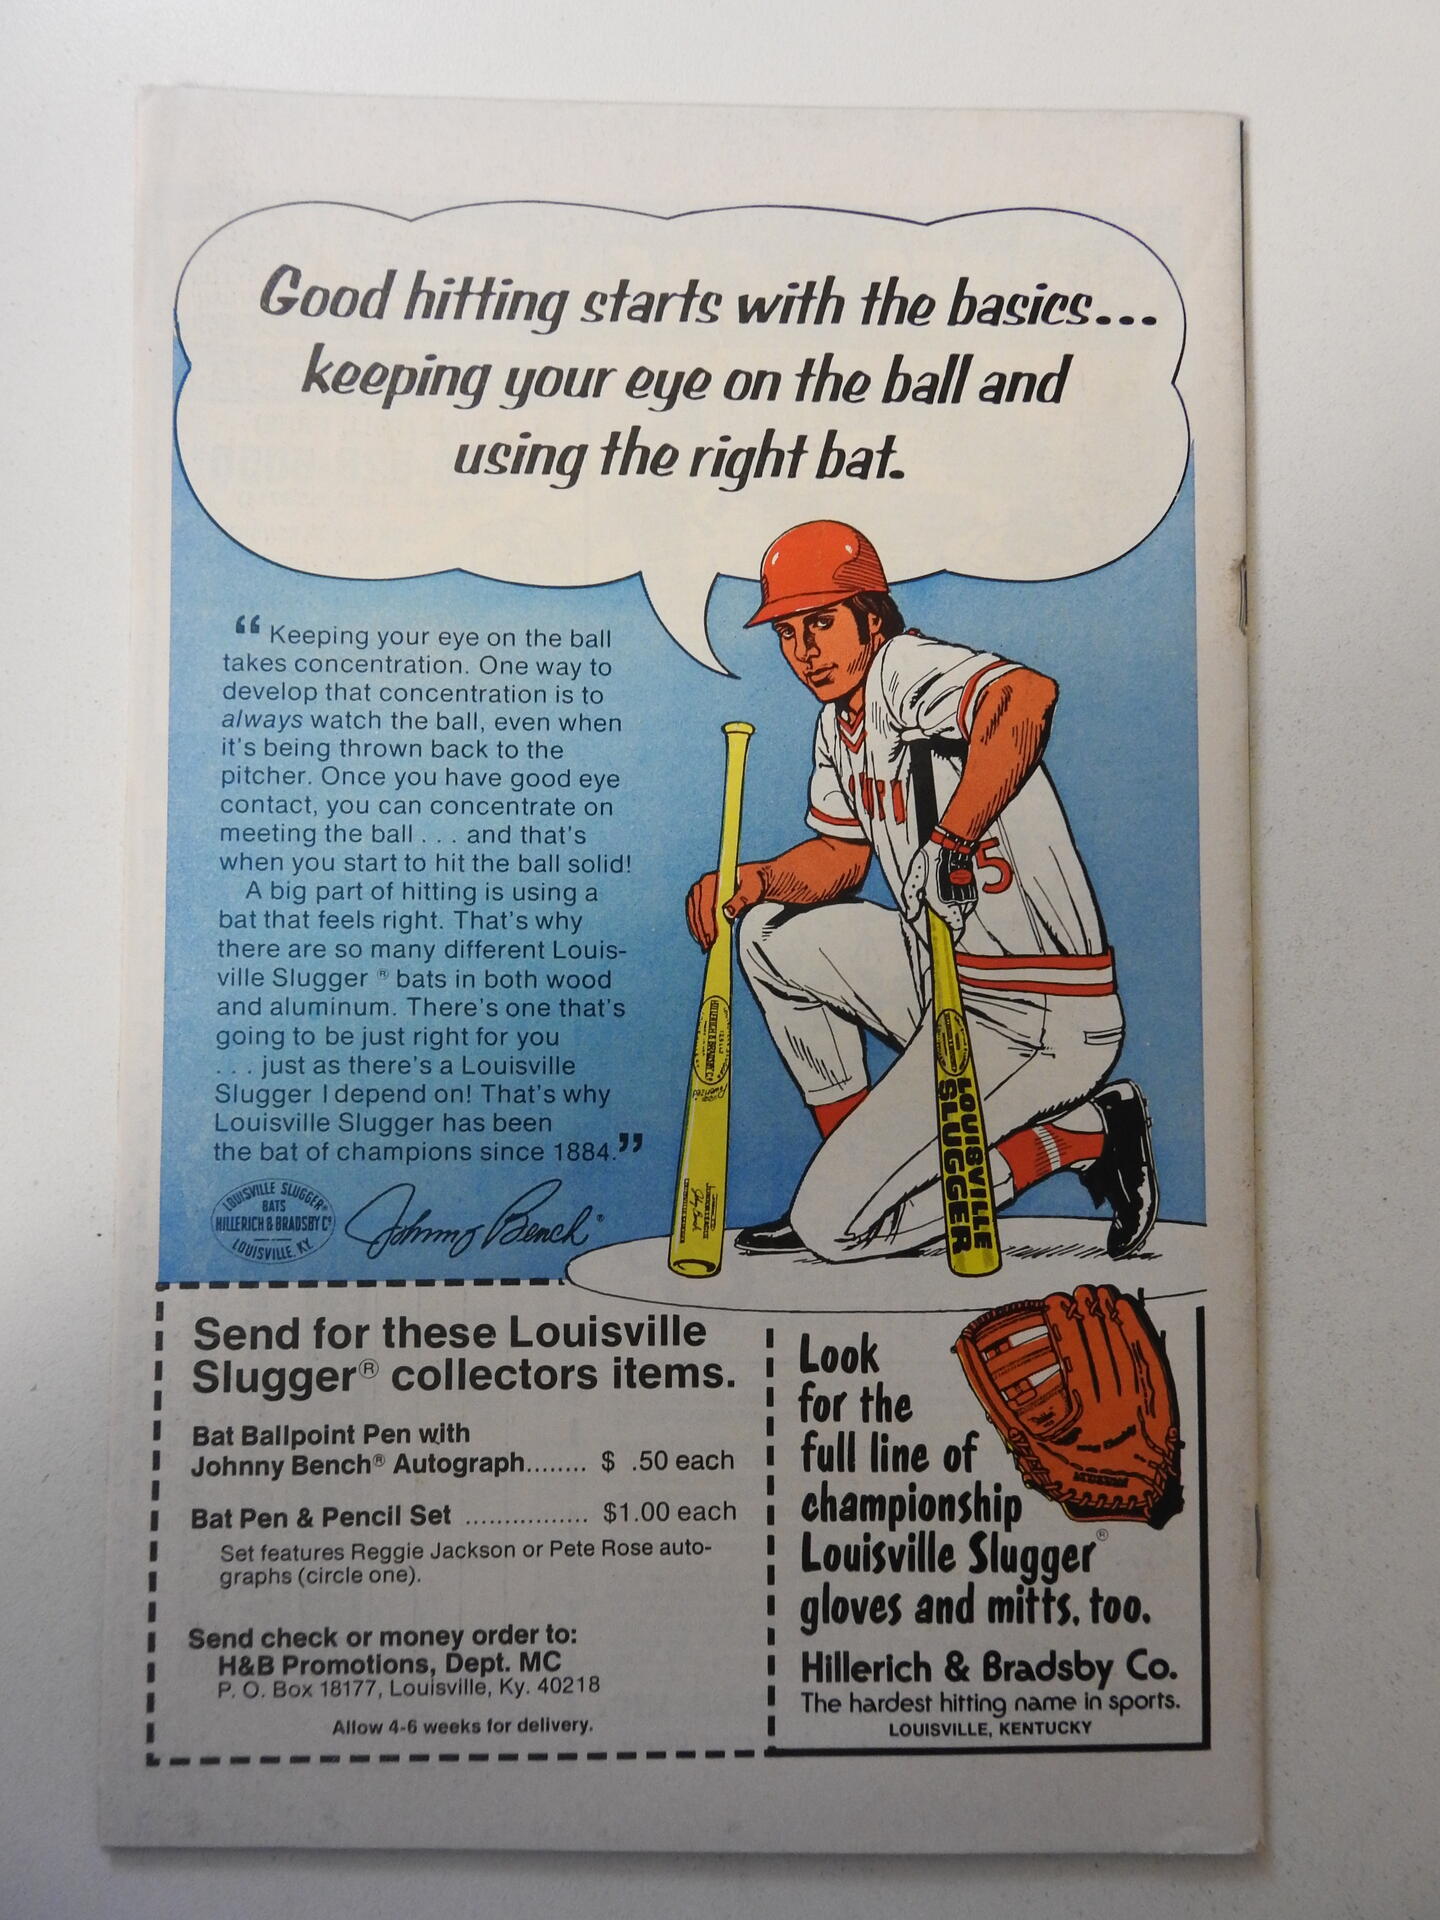 Good hitting starts with the basics...
keeping your eye on the ball and
using the right bat.
“ Keeping your eye on the ball
takes concentration. One way to
develop that concentration is to
always watch the ball, even when
it's being thrown back to the
pitcher. Once you have good eye
contact, you can concentrate on
meeting the ball . . . and that's
when you start to hit the ball solid!
A big part of hitting is using a
bat that feels right. That's why
there are so many different Louis-
ville Slugger ® bats in both wood
and aluminum. There's one that's
going to be just right for you
. . . just as there's a Louisville
Slugger I depend on! That's why
Louisville Slugger has been
the bat of champions since 1884.”
LOUISVILLE SLUGGER®
BATS
HILLERICH & BRADSBY Cº
LOUISVILLE, KY.
Johnny Bench®
5
HILLERICH & BRADSBY Cº
LOUISVILLE
SLUGGER
Send for these Louisville
Slugger® collectors items.
Bat Ballpoint Pen with
Johnny Bench® Autograph........ $ .50 each
Bat Pen & Pencil Set ................ $1.00 each
Set features Reggie Jackson or Pete Rose auto-
graphs (circle one).
Send check or money order to:
H&B Promotions, Dept. MC
P. O. Box 18177, Louisville, Ky. 40218
Allow 4-6 weeks for delivery.
Look
for the
full line of
championship
Louisville Slugger®
gloves and mitts, too.
Hillerich & Bradsby Co.
The hardest hitting name in sports.
LOUISVILLE, KENTUCKY